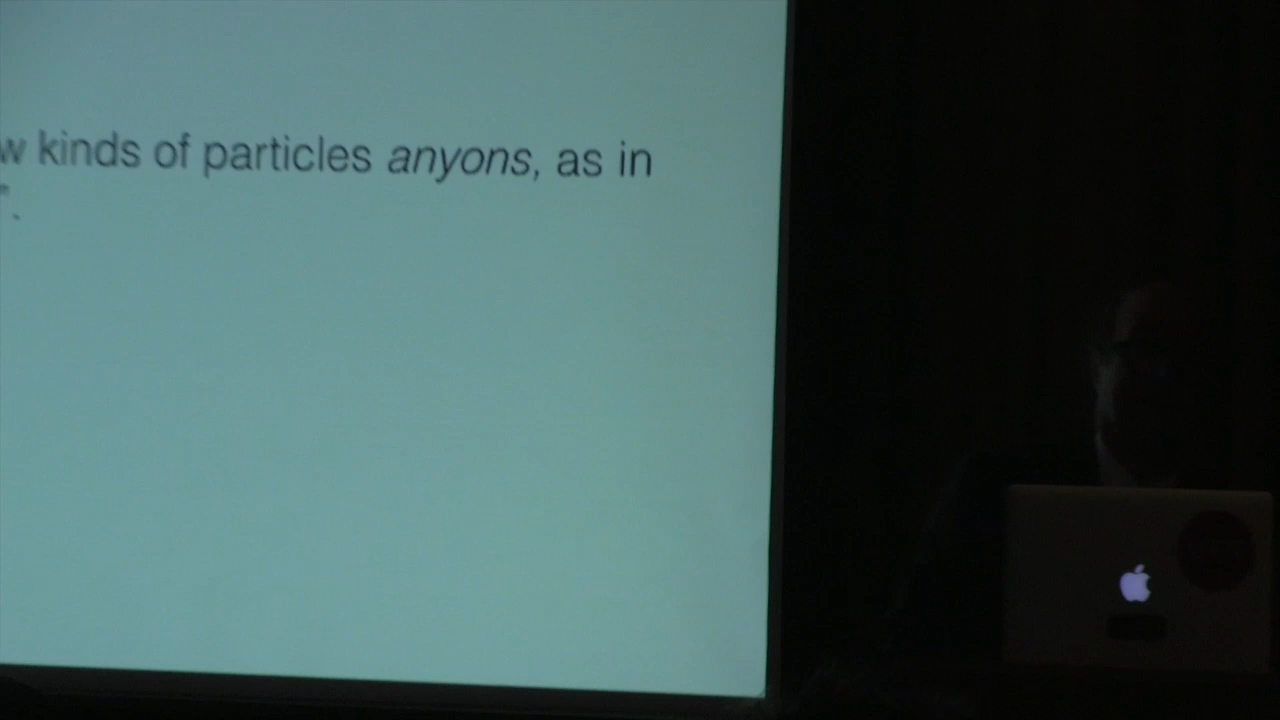 w kinds of particles anyons, as in
".